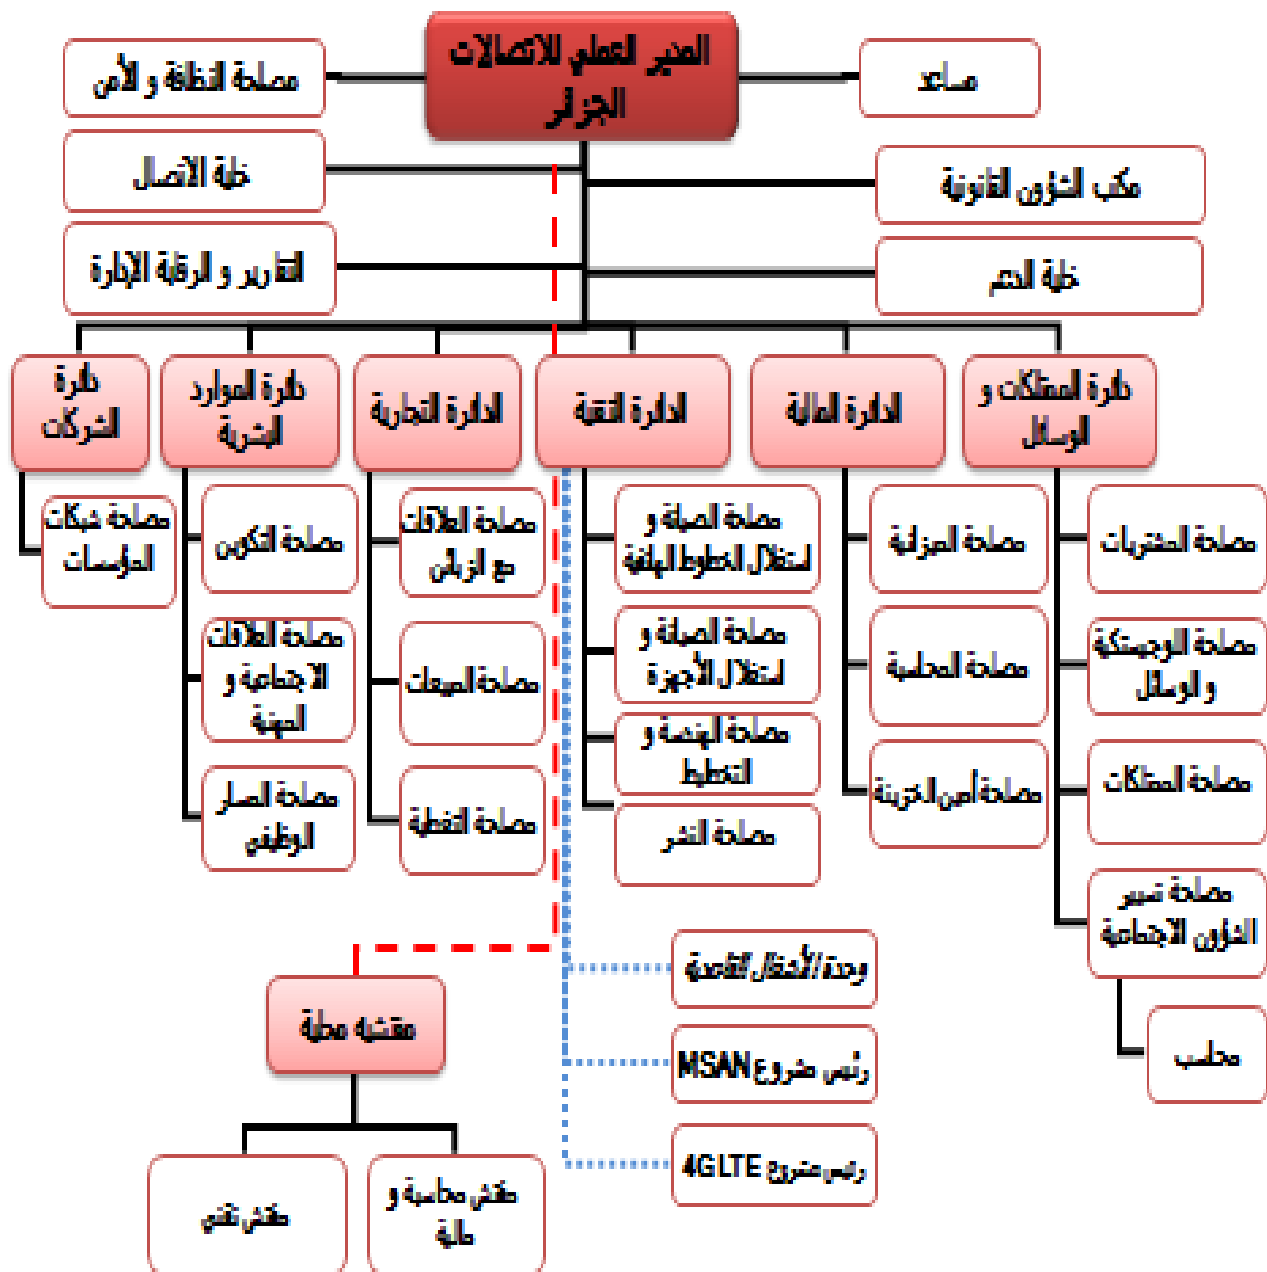 المدير العملي للاتصالات
الجزائر
مساعد
مصلحة النظافة و الأمن
خلية الاتصال
مكتب الشؤون القانونية
التقارير و الرقابة الإدارة
خلية الدعم
دائرة الممتلكات و
الوسائل
الدائرة المالية
الدائرة التقنية
الدائرة التجارية
دائرة الموارد
البشرية
دائرة
الشركات
مصلحة المشتريات
مصلحة اللوجيستكية
و الوسائل
مصلحة الممتلكات
مصلحة تسيير
الشؤون الاجتماعية
محاسب
مصلحة الميزانية
مصلحة المحاسبة
مصلحة أمين الخزينة
مصلحة الصيانة و
استغلال الخطوط الهاتفية
مصلحة الصيانة و
استغلال الأجهزة
مصلحة الهندسة و
التخطيط
مصلحة النشر
وحدة الأشغال القاعدية
رئيس مشروع MSAN
رئيس مشروع 4G LTE
مصلحة العلاقات
مع الزبائن
مصلحة المبيعات
مصلحة التغطية
مصلحة التكوين
مصلحة العلاقات
الاجتماعية و
المهنية
مصلحة المسار
الوظيفي
مصلحة شبكات
المؤسسات
مفتشيه محلية
مفتش محاسبة و
مالية
مفتش تقني